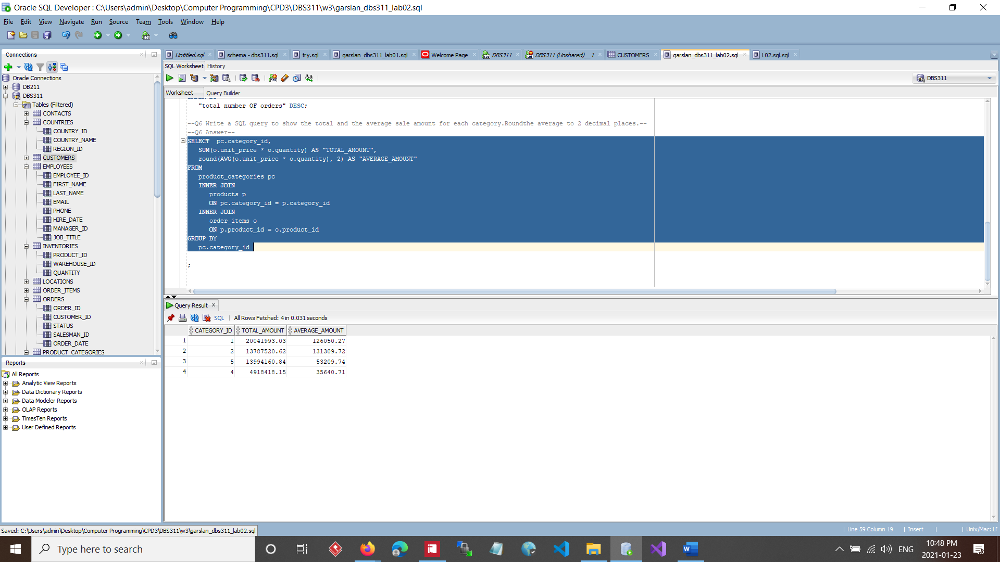 Oracle SQL Developer : C:\Users\admin\Desktop\Computer Programming\CPD3\DBS311\w3\garslan_dbs311_lab02.sql
File Edit View Navigate Run Source Team Tools Window Help
Connections
Oracle Connections
DB211
DBS311
Tables (Filtered)
CONTACTS
COUNTRIES
COUNTRY_ID
COUNTRY_NAME
REGION_ID
CUSTOMERS
EMPLOYEES
EMPLOYEE_ID
FIRST_NAME
LAST_NAME
EMAIL
PHONE
HIRE_DATE
MANAGER_ID
JOB_TITLE
INVENTORIES
PRODUCT_ID
WAREHOUSE_ID
QUANTITY
LOCATIONS
ORDER_ITEMS
ORDERS
ORDER_ID
CUSTOMER_ID
STATUS
SALESMAN_ID
ORDER_DATE
PRODUCT_CATEGORIES
Reports
All Reports
Analytic View Reports
Data Dictionary Reports
Data Modeler Reports
OLAP Reports
TimesTen Reports
User Defined Reports
Untitled.sql schema - dbs311.sql try.sql garslan_dbs311_lab01.sql Welcome Page DBS311 DBS311 (Unshared)__1 CUSTOMERS garslan_dbs311_lab02.sql L02.sql.sql
SQL Worksheet History
DBS311
Worksheet Query Builder
"total number OF orders" DESC;
--Q6 Write a SQL query to show the total and the average sale amount for each category.Roundthe average to 2 decimal places.--
--Q6 Answer--
SELECT pc.category_id,
SUM(o.unit_price * o.quantity) AS "TOTAL_AMOUNT",
round(AVG(o.unit_price * o.quantity), 2) AS "AVERAGE_AMOUNT"
FROM
product_categories pc
INNER JOIN
products p
ON pc.category_id = p.category_id
INNER JOIN
order_items o
ON p.product_id = o.product_id
GROUP BY
pc.category_id
;
Query Result
SQL All Rows Fetched: 4 in 0.031 seconds
CATEGORY_ID TOTAL_AMOUNT AVERAGE_AMOUNT
1 1 20041993.03 126050.27
2 2 13787520.62 131309.72
3 5 13994160.84 53209.74
4 4 4918418.15 35640.71
Saved: C:\Users\admin\Desktop\Computer Programming\CPD3\DBS311\w3\garslan_dbs311_lab02.sql
Line 59 Column 19 Insert Unix/Mac: LF
Type here to search
ENG
10:48 PM
2021-01-23